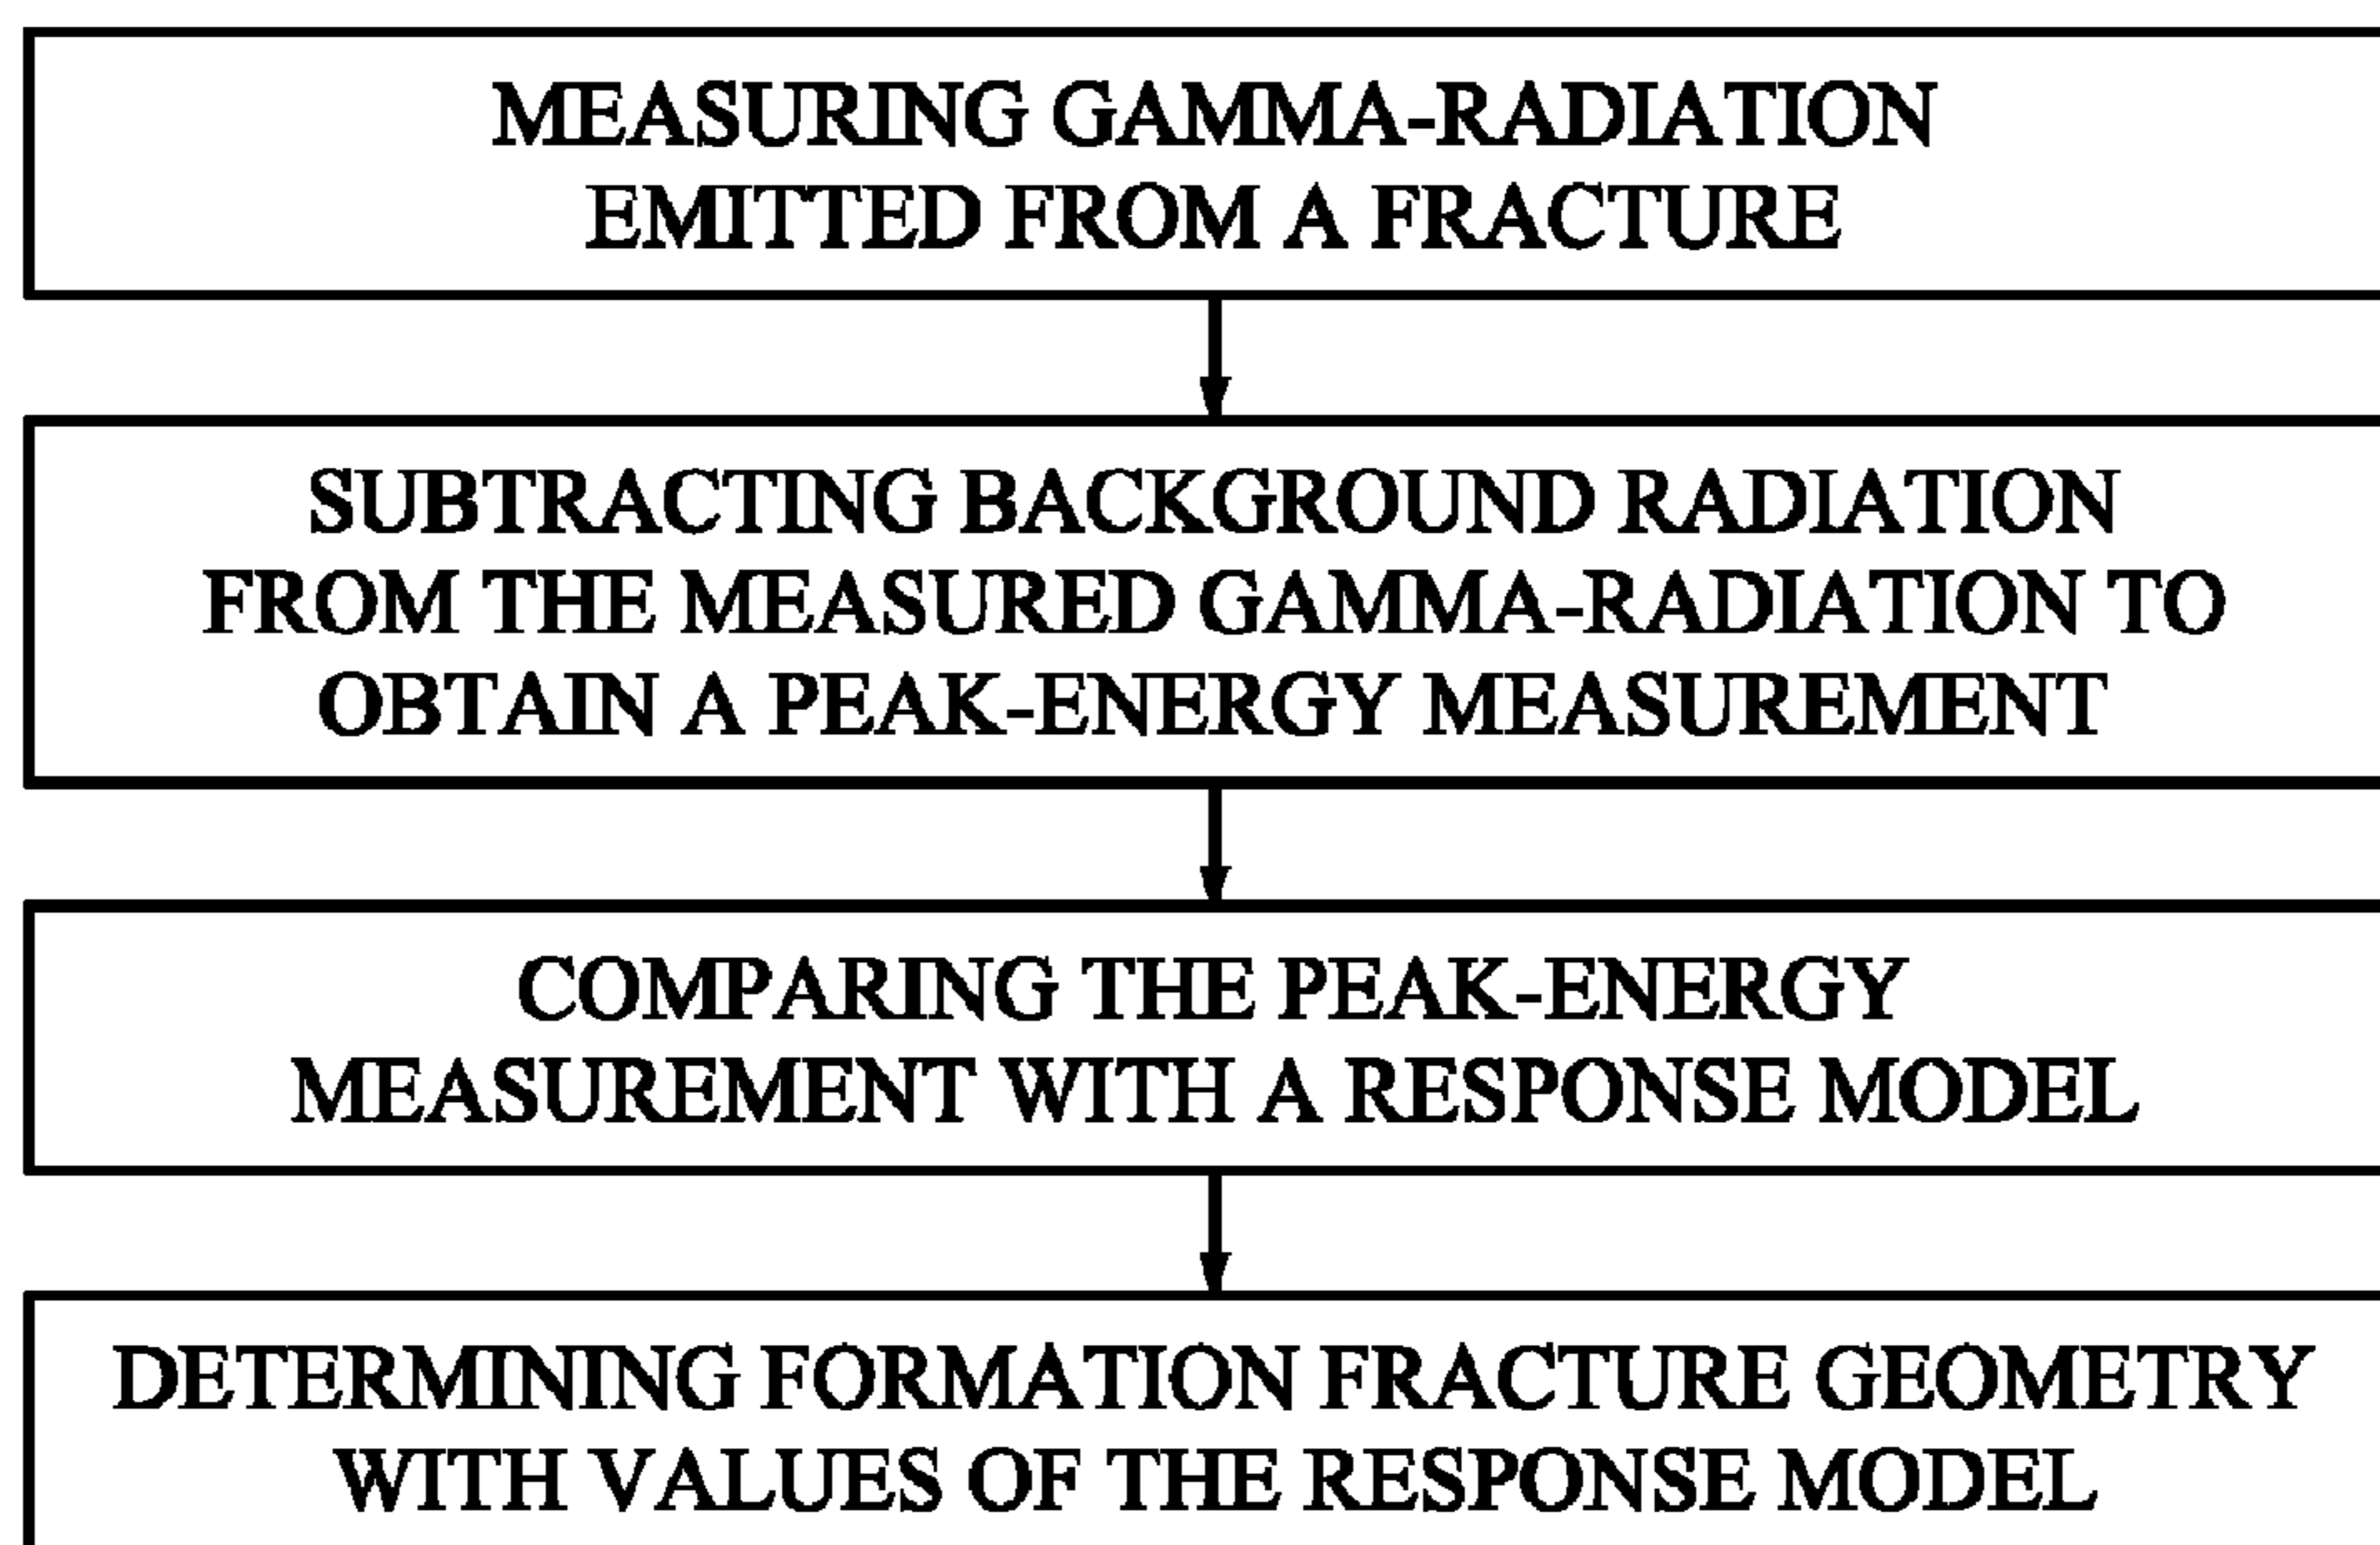 MEASURING GAMMA-RADIATION
EMITTED FROM A FRACTURE
SUBTRACTING BACKGROUND RADIATION
FROM THE MEASURED GAMMA-RADIATION TO
OBTAIN A PEAK-ENERGY MEASUREMENT
COMPARING THE PEAK-ENERGY
MEASUREMENT WITH A RESPONSE MODEL
DETERMINING FORMATION FRACTURE GEOMETRY
WITH VALUES OF THE RESPONSE MODEL